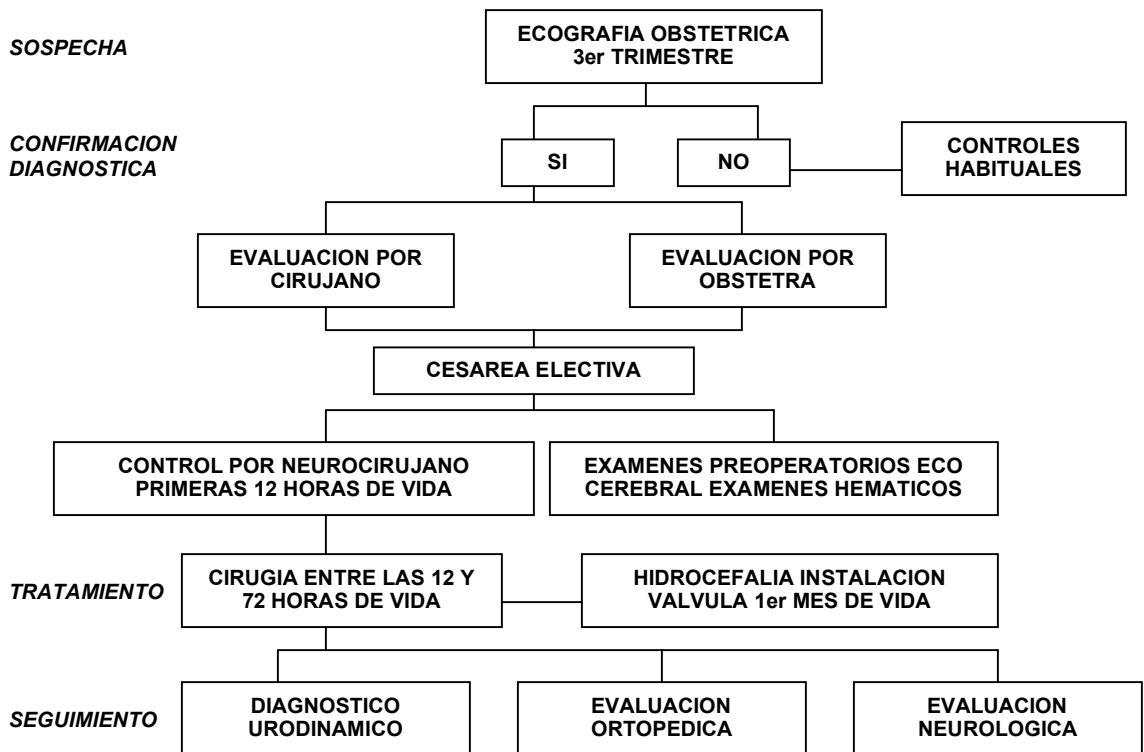 SOSPECHA
ECOGRAFIA OBSTETRICA
3er TRIMESTRE
CONFIRMACION
DIAGNOSTICA
SI
NO
CONTROLES
HABITUALES
EVALUACION POR
CIRUJANO
EVALUACION POR
OBSTETRA
CESAREA ELECTIVA
CONTROL POR NEUROCIRUJANO
PRIMERAS 12 HORAS DE VIDA
EXAMENES PREOPERATORIOS ECO
CEREBRAL EXAMENES HEMATICOS
TRATAMIENTO
CIRUGIA ENTRE LAS 12 Y
72 HORAS DE VIDA
HIDROCEFALIA INSTALACION
VALVULA 1er MES DE VIDA
SEGUIMIENTO
DIAGNOSTICO
URODINAMICO
EVALUACION
ORTOPEDICA
EVALUACION
NEUROLOGICA